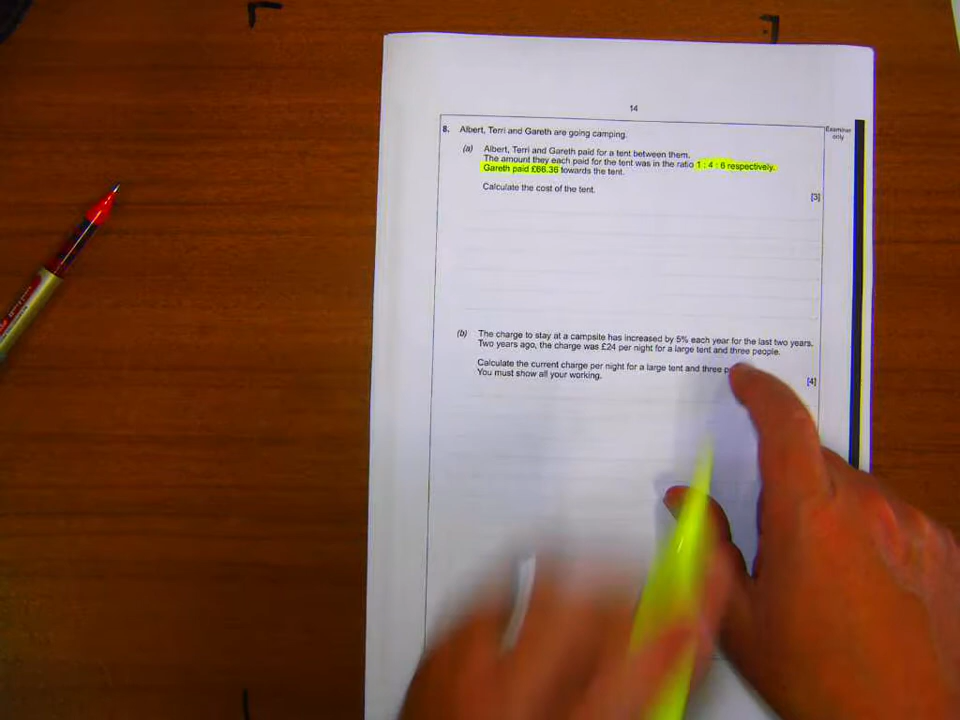 14
Examiner
only
8. Albert, Terri and Gareth are going camping.
(a) Albert, Terri and Gareth paid for a tent between them.
The amount they each paid for the tent was in the ratio 1 : 4 : 6 respectively.
Gareth paid £66.36 towards the tent.
Calculate the cost of the tent.
[3]
(b) The charge to stay at a campsite has increased by 5% each year for the last two years.
Two years ago, the charge was £24 per night for a large tent and three people.
Calculate the current charge per night for a large tent and three
You must show all your working.
[4]